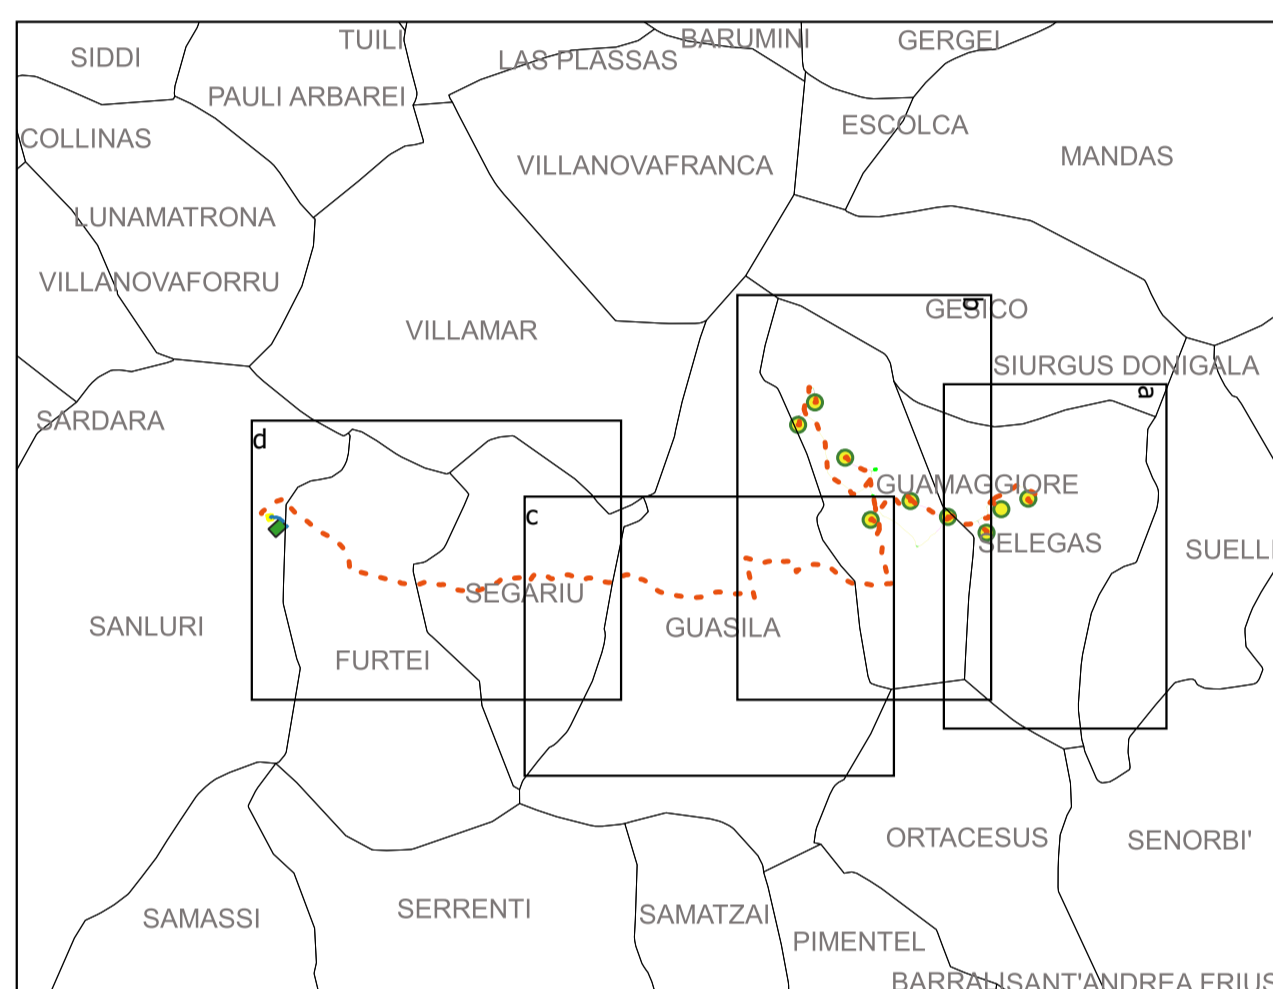 TUILI
BARUMINI
GERGEI
SIDDI
LAS PLASSAS
PAULI ARBAREI
ESCOLCA
COLLINAS
MANDAS
VILLANOVAFRANCA
LUNAMATRONA
VILLANOVAFORRU
b
GESICO
VILLAMAR
SIURGUS DONIGALA
a
SARDARA
d
GUAMAGGIORE
c
SELEGAS
SUELLI
SEGARIU
SANLURI
GUASILA
FURTEI
ORTACESUS
SENORBI'
SERRENTI
SAMATZAI
SAMASSI
PIMENTEL
BARRALI
SANT'ANDREA FRIUS